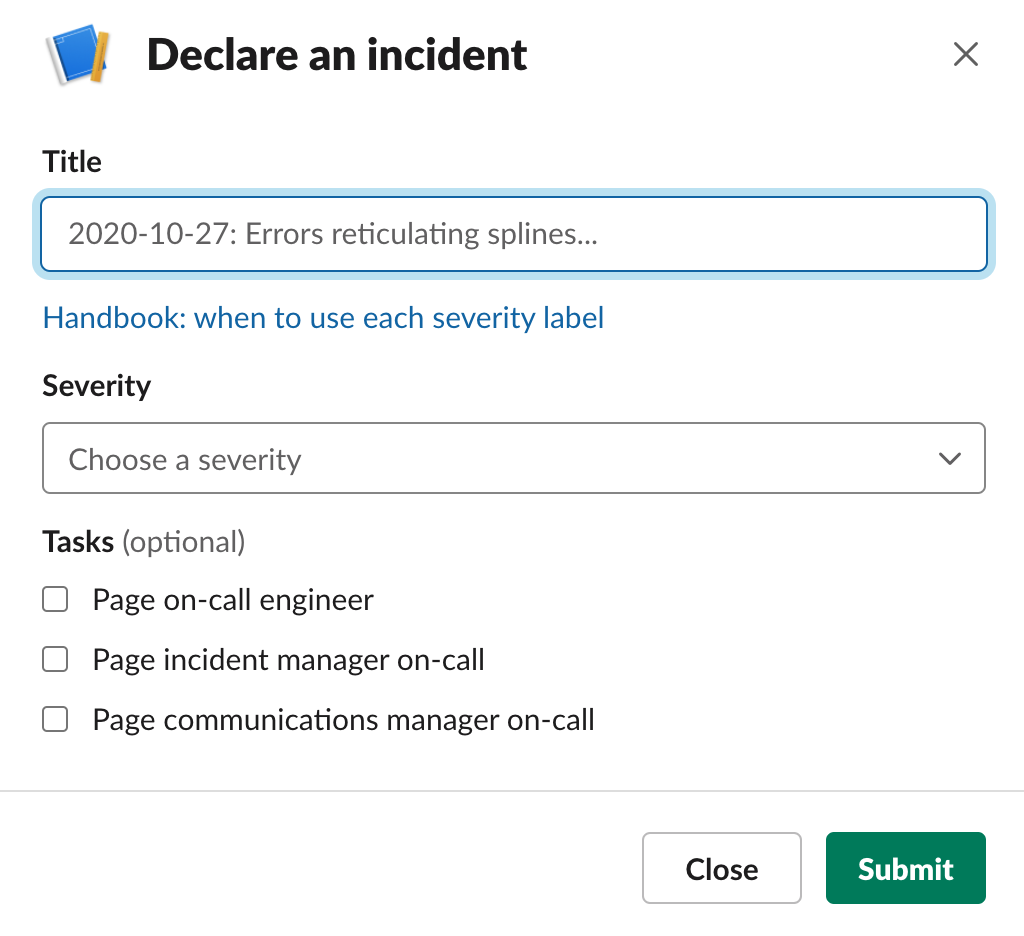 Declare an incident
Title
2020-10-27: Errors reticulating splines...
Handbook: when to use each severity label
Severity
Choose a severity
Tasks (optional)
Page on-call engineer
Page incident manager on-call
Page communications manager on-call
Close
Submit